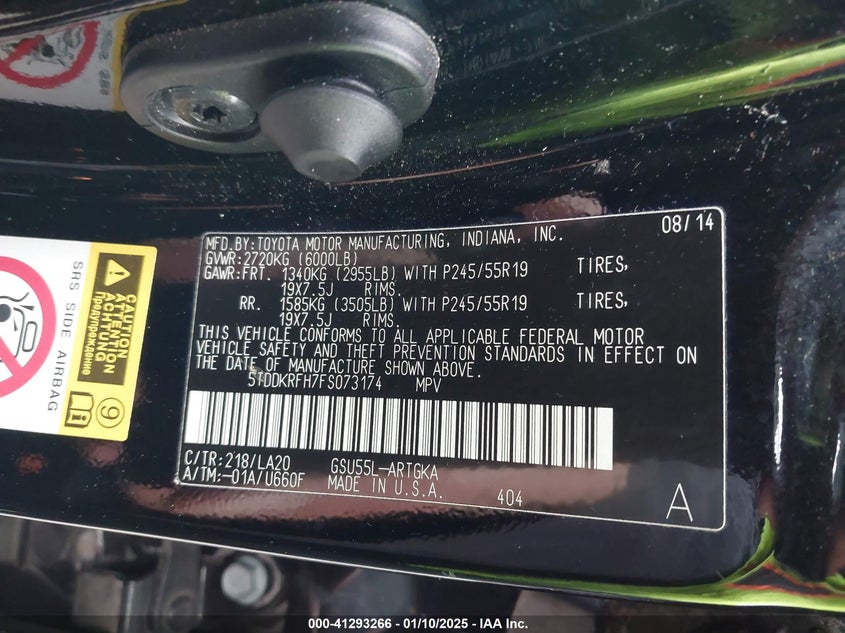 08/14
MFD.BY:TOYOTA MOTOR MANUFACTURING, INDIANA, INC.
GVWR:2720KG (6000LB)
GAWR:FRT. 1340KG (2955LB) WITH P245/55R19 TIRES,
19X7.5J RIMS.
RR. 1585KG (3505LB) WITH P245/55R19 TIRES,
19X7.5J RIMS.
THIS VEHICLE CONFORMS TO ALL APPLICABLE FEDERAL MOTOR
VEHICLE SAFETY AND THEFT PREVENTION STANDARDS IN EFFECT ON
THE DATE OF MANUFACTURE SHOWN ABOVE.
5TDDKRFH7FS073174 MPV
C/TR:218/LA20 GSU55L-ARTGKA
A/TM:-01A/U660F MADE IN U.S.A. 404
A
SRS SIDE AIRBAG
CAUTION
ATTENTION
ACHTUNG
Предупреждение
9
000-41293266 - 01/10/2025 - IAA Inc.